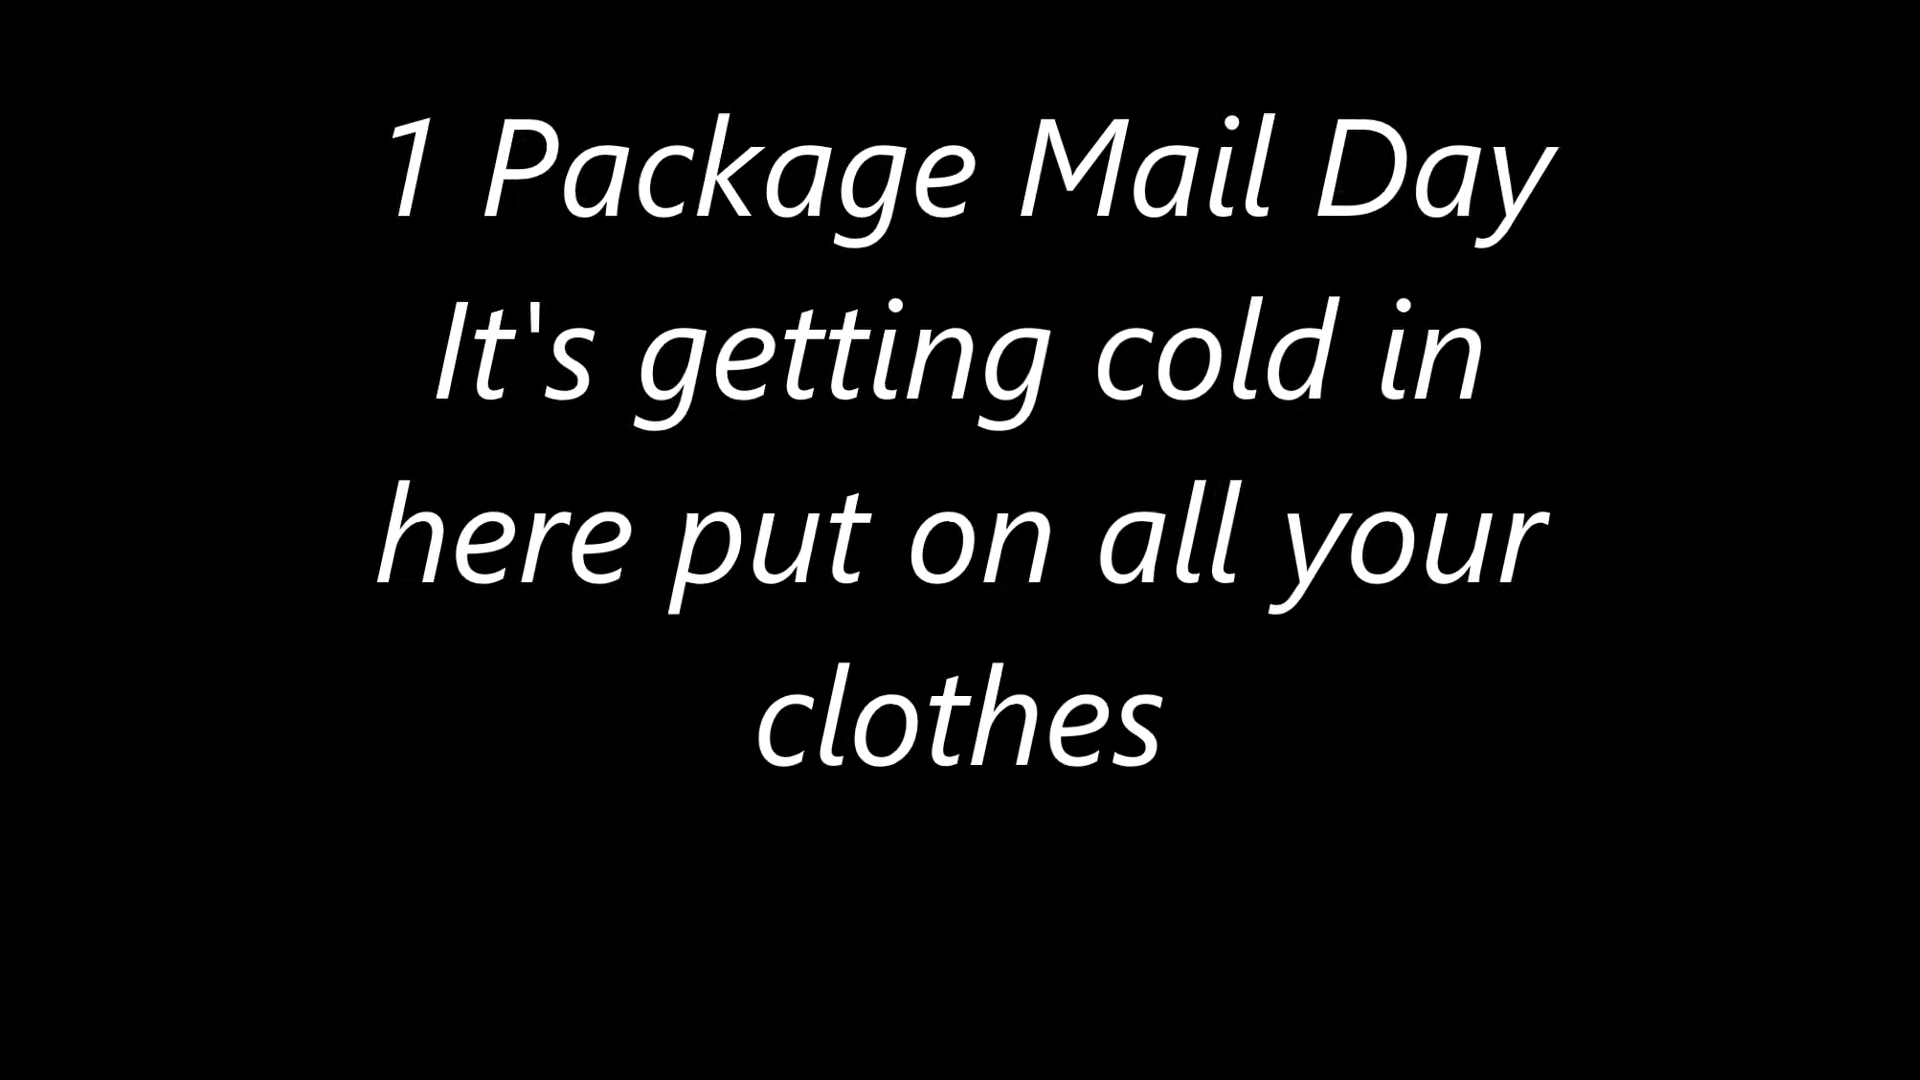 1 Package Mail Day
It's getting cold in
here put on all your
clothes